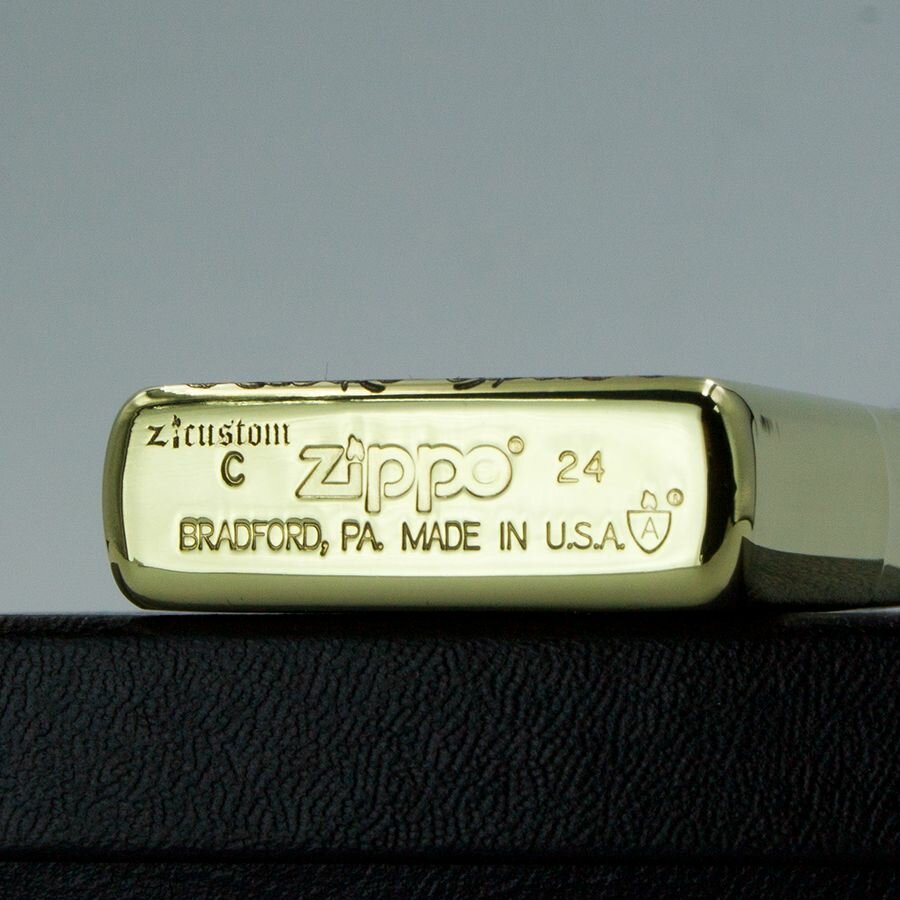 zicustom
C zippo® 24
BRADFORD, PA. MADE IN U.S.A. A ®